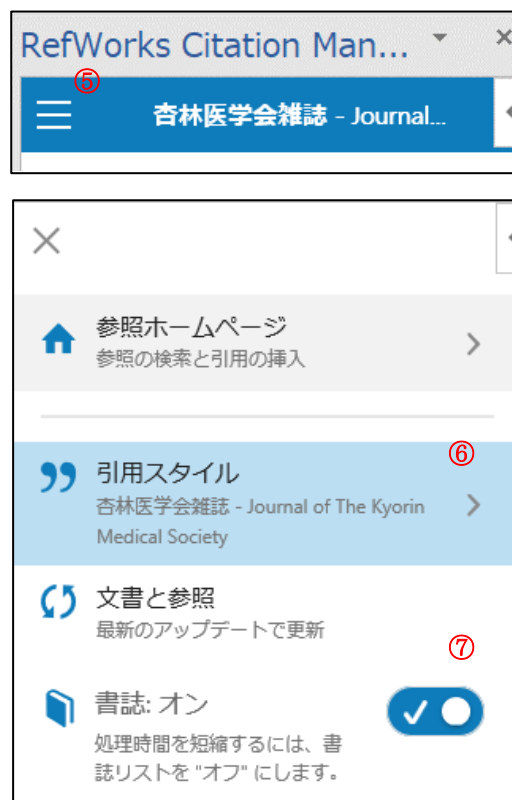 RefWorks Citation Man...
⑤
杏林医学会雑誌 - Journal...
参照ホームページ
参照の検索と引用の挿入
⑥
引用スタイル
杏林医学会雑誌 - Journal of The Kyorin
Medical Society
文書と参照
最新のアップデートで更新
⑦
書誌: オン
処理時間を短縮するには、書
誌リストを "オフ" にします。